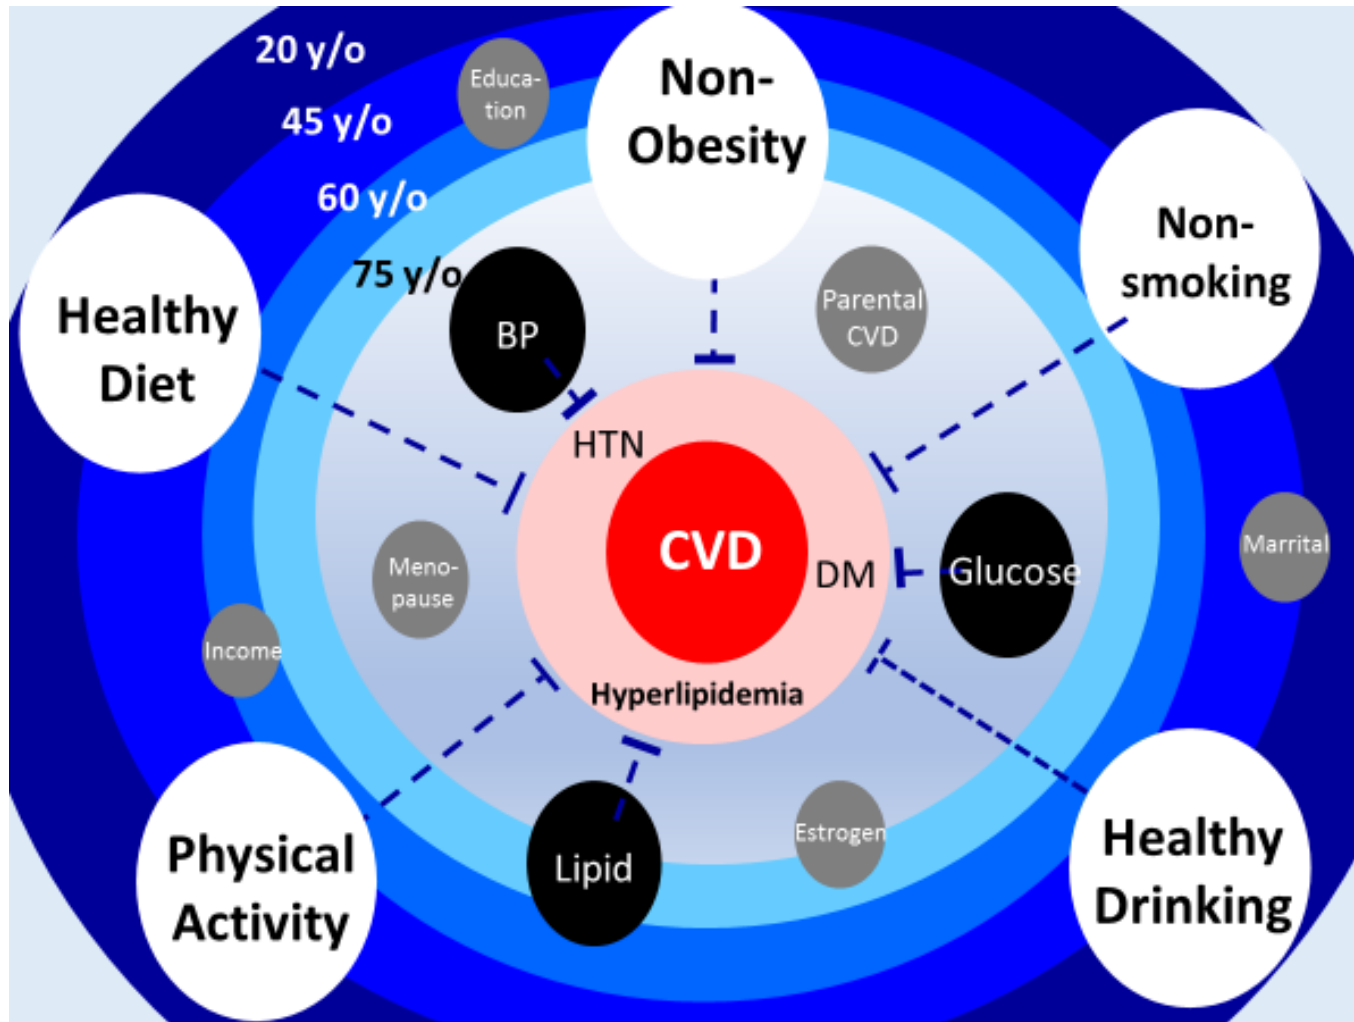 20 y/o
45 y/o
60 y/o
75 y/o
Educa-
tion
Non-
Obesity
Non-
smoking
Healthy
Diet
BP
Parental
CVD
HTN
CVD
DM
Glucose
Marrital
Meno-
pause
Income
Hyperlipidemia
Physical
Activity
Lipid
Estrogen
Healthy
Drinking